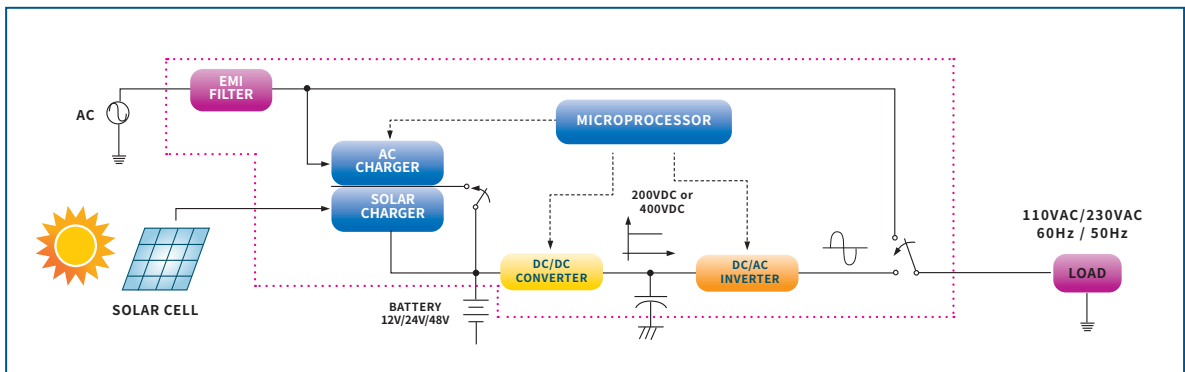 EMI
FILTER
AC
MICROPROCESSOR
AC
CHARGER
SOLAR
CHARGER
200VDC or
400VDC
110VAC/230VAC
60Hz / 50Hz
DC/DC
CONVERTER
DC/AC
INVERTER
LOAD
SOLAR CELL
BATTERY
12V/24V/48V